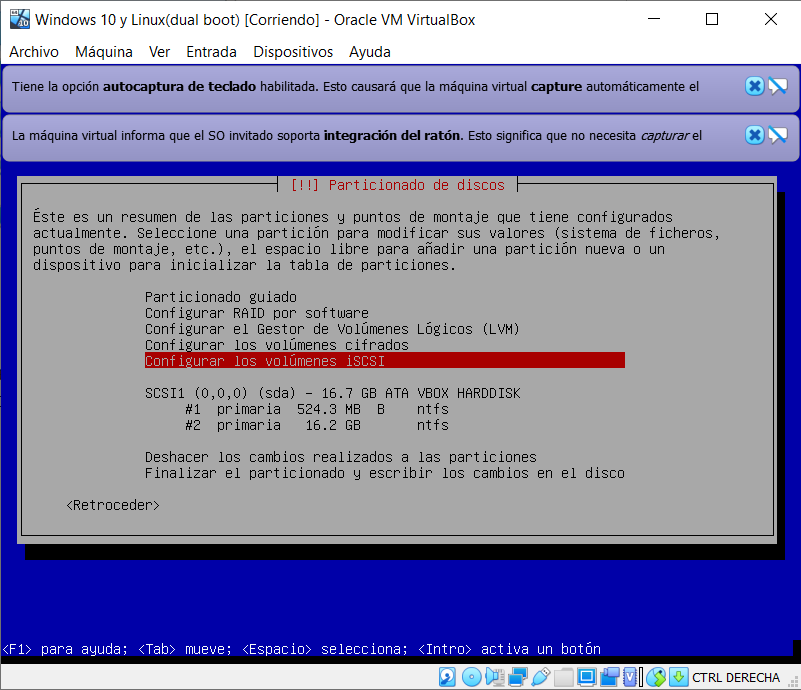 Windows 10 y Linux(dual boot) [Corriendo] - Oracle VM VirtualBox
Archivo Máquina Ver Entrada Dispositivos Ayuda
Tiene la opción autocaptura de teclado habilitada. Esto causará que la máquina virtual capture automáticamente el
La máquina virtual informa que el SO invitado soporta integración del ratón. Esto significa que no necesita capturar el
[!!] Particionado de discos
Éste es un resumen de las particiones y puntos de montaje que tiene configurados
actualmente. Seleccione una partición para modificar sus valores (sistema de ficheros,
puntos de montaje, etc.), el espacio libre para añadir una partición nueva o un
dispositivo para inicializar la tabla de particiones.
Particionado guiado
Configurar RAID por software
Configurar el Gestor de Volúmenes Lógicos (LVM)
Configurar los volúmenes cifrados
Configurar los volúmenes iSCSI
SCSI1 (0,0,0) (sda) - 16.7 GB ATA VBOX HARDDISK
#1 primaria 524.3 MB B ntfs
#2 primaria 16.2 GB ntfs
Deshacer los cambios realizados a las particiones
Finalizar el particionado y escribir los cambios en el disco
<Retroceder>
<F1> para ayuda; <Tab> mueve; <Espacio> selecciona; <Intro> activa un botón
CTRL DERECHA